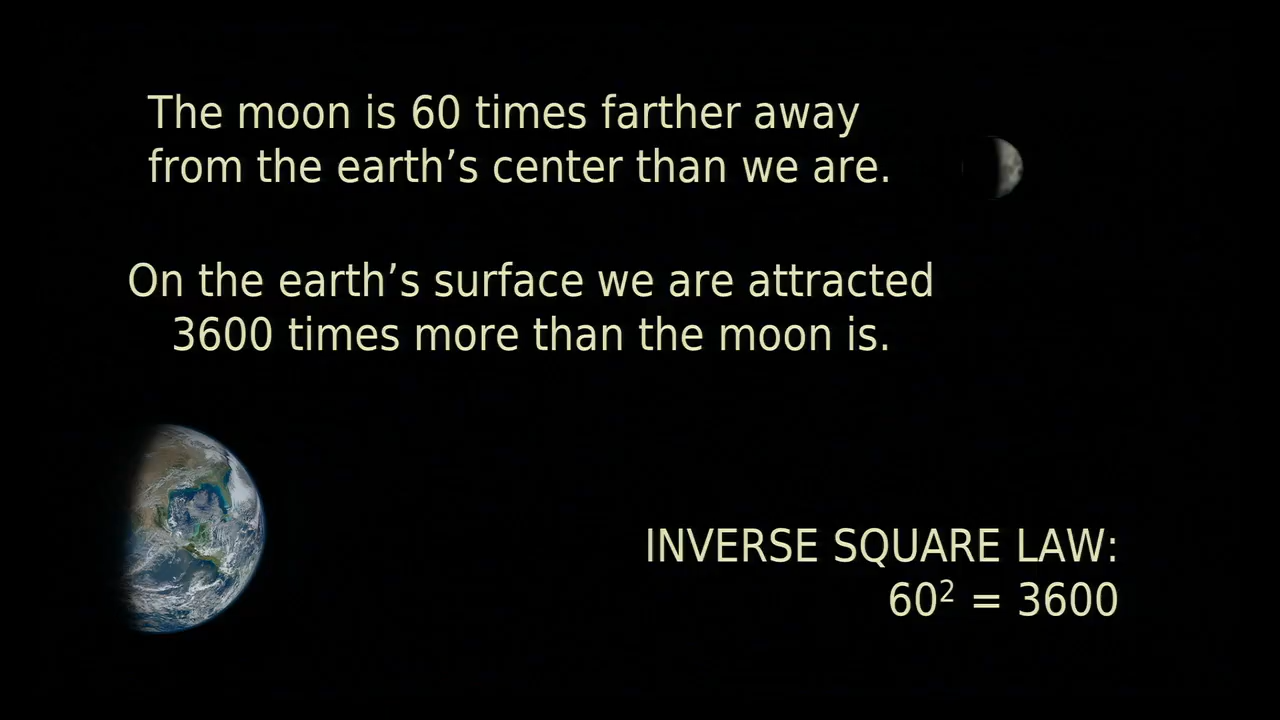 The moon is 60 times farther away
from the earth’s center than we are.
On the earth’s surface we are attracted
3600 times more than the moon is.
INVERSE SQUARE LAW:
60² = 3600